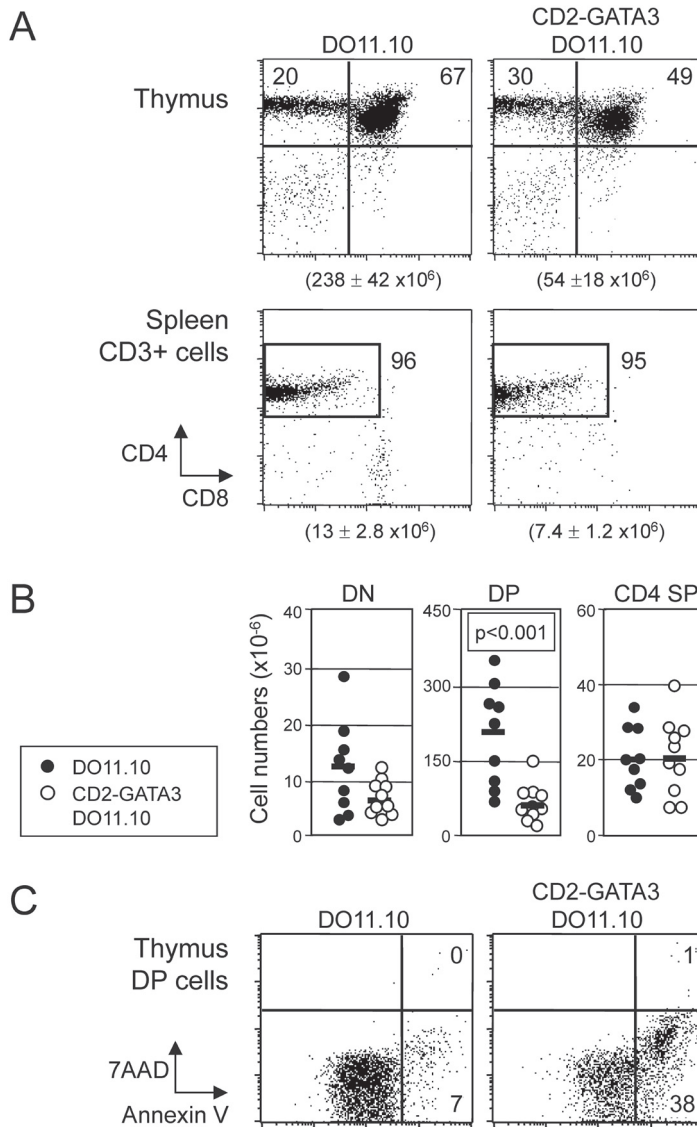 A
DO11.10
CD2-GATA3
DO11.10
Thymus
20
67
30
49
(238 ± 42 x10⁶)
(54 ±18 x10⁶)
Spleen
CD3+ cells
96
95
CD4
CD8
(13 ± 2.8 x10⁶)
(7.4 ± 1.2 x10⁶)
B
DN
DP
CD4 SP
Cell numbers (x10⁻⁶)
40
30
20
10
0
450
300
150
0
p<0.001
60
40
20
0
DO11.10
CD2-GATA3
DO11.10
C
DO11.10
CD2-GATA3
DO11.10
Thymus
DP cells
0
7
1
38
7AAD
Annexin V